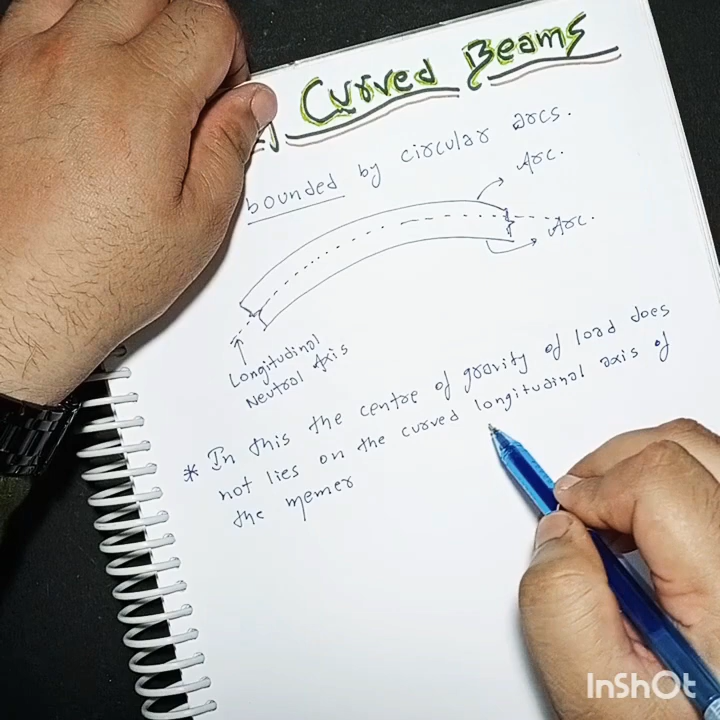 Curved Beams
bounded by circular arcs.
Arc.
Arc.
Longitudinal
Neutral Axis
* In this the centre of gravity of load does
not lies on the curved longitudinal axis of
the memer
InShOt